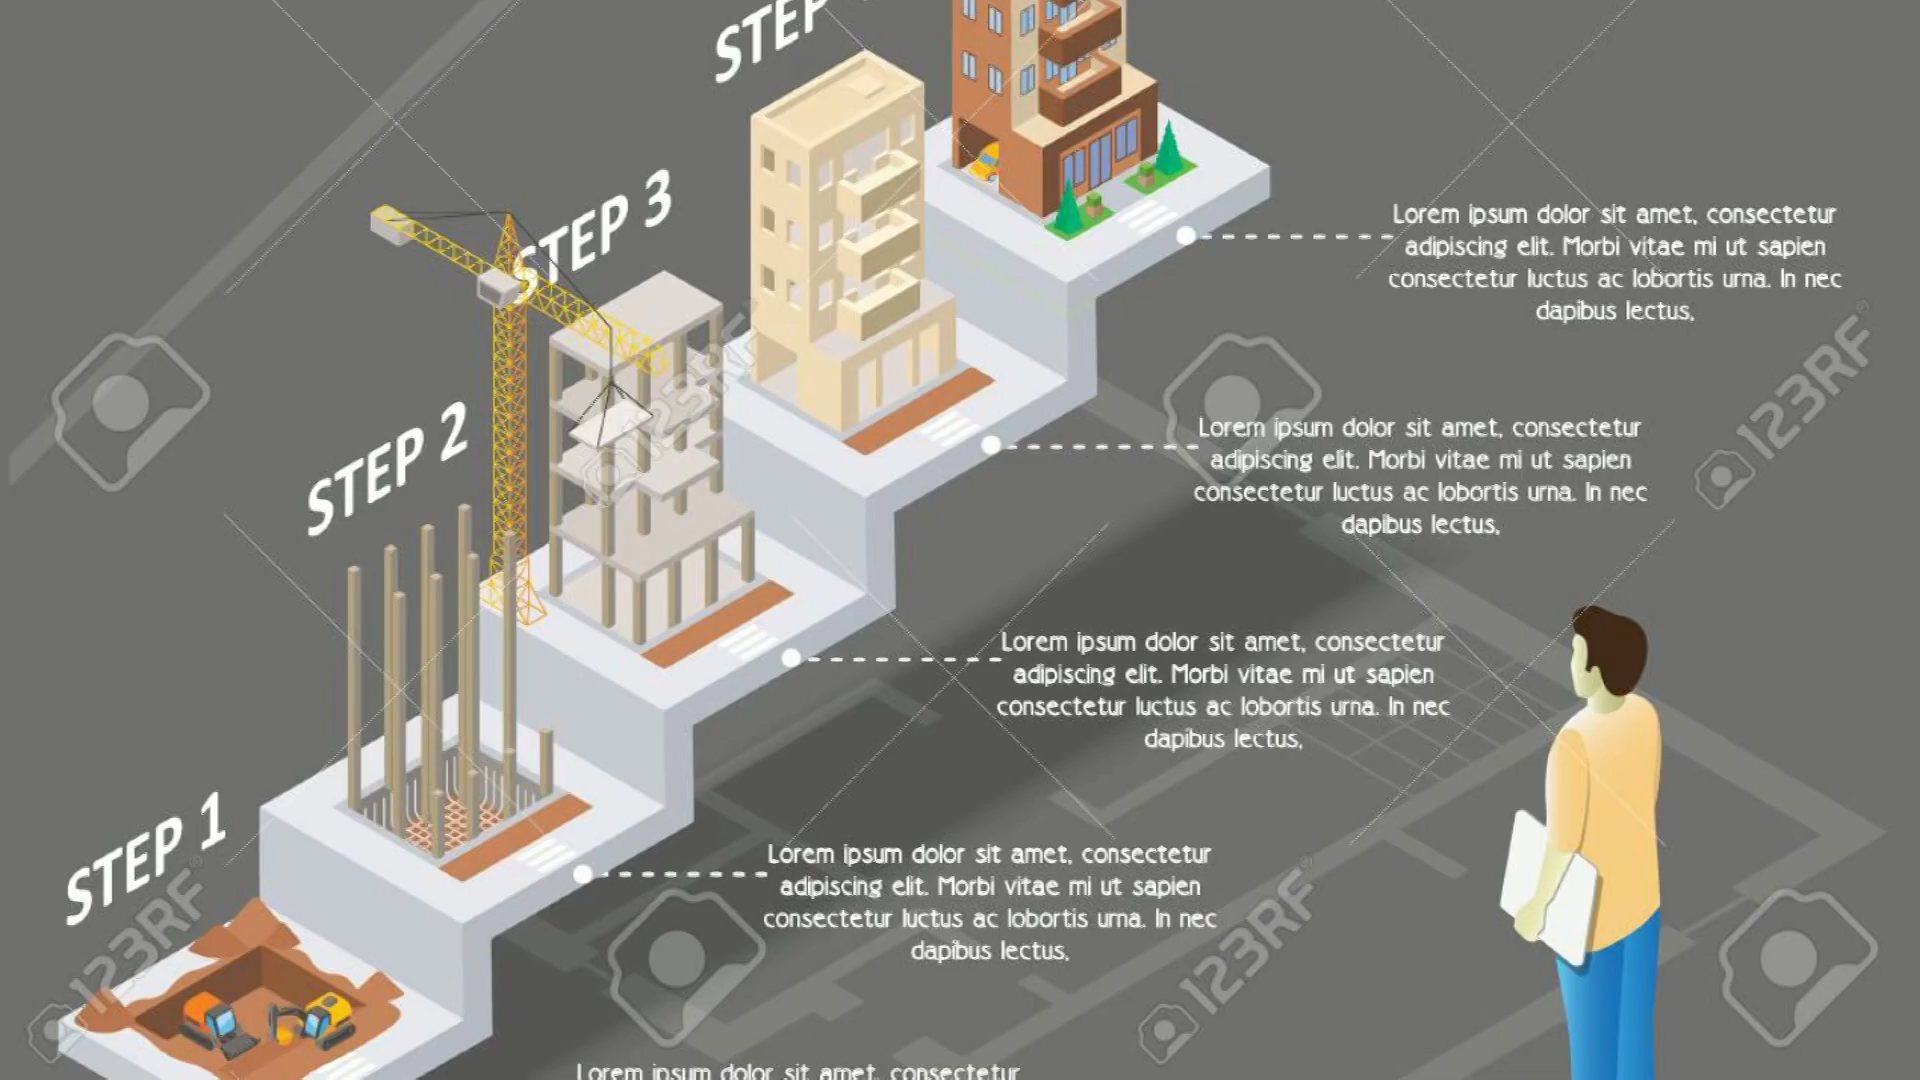 STEP
Lorem ipsum dolor sit amet, consectetur
adipiscing elit. Morbi vitae mi ut sapien
consectetur luctus ac lobortis urna. In nec
dapibus lectus.
STEP 3
Lorem ipsum dolor sit amet, consectetur
adipiscing elit. Morbi vitae mi ut sapien
consectetur luctus ac lobortis urna. In nec
dapibus lectus.
STEP 2
Lorem ipsum dolor sit amet, consectetur
adipiscing elit. Morbi vitae mi ut sapien
consectetur luctus ac lobortis urna. In nec
dapibus lectus.
STEP 1
Lorem ipsum dolor sit amet, consectetur
adipiscing elit. Morbi vitae mi ut sapien
consectetur luctus ac lobortis urna. In nec
dapibus lectus.
Lorem ipsum dolor sit amet, consectetur
123RF
123RF
123RF
123RF